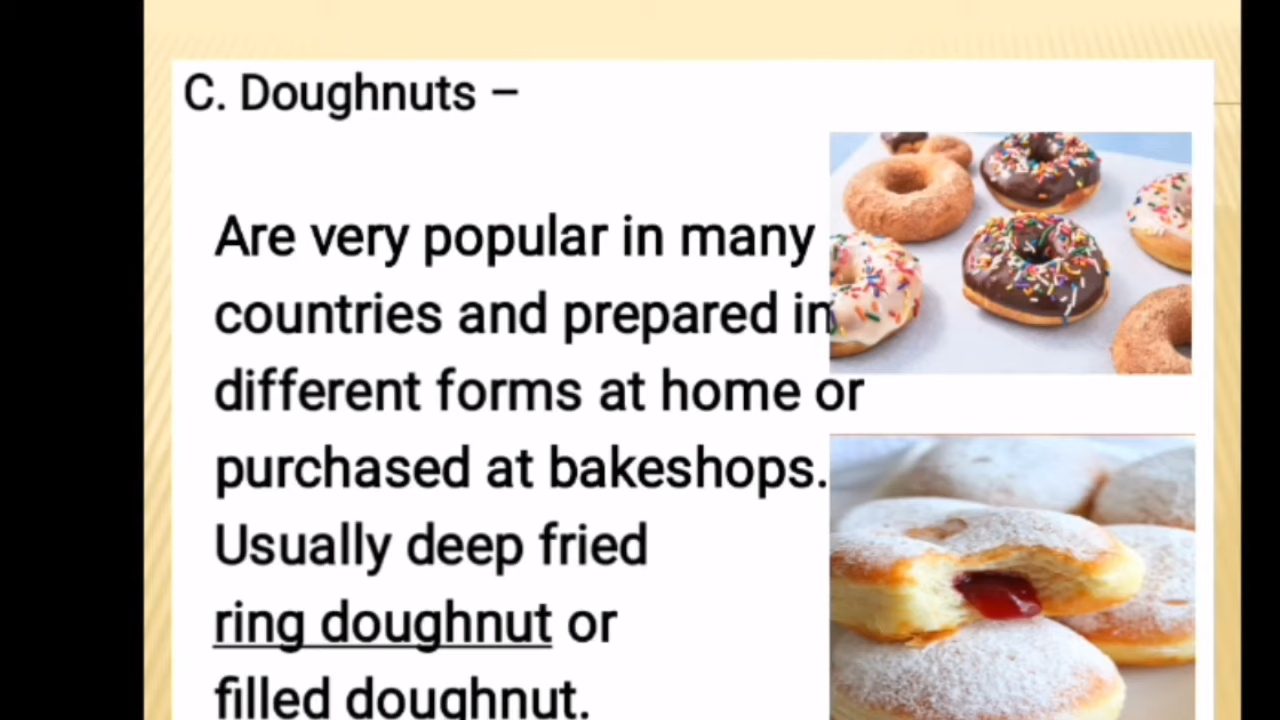 C. Doughnuts –
Are very popular in many
countries and prepared in
different forms at home or
purchased at bakeshops.
Usually deep fried
ring doughnut or
filled doughnut.